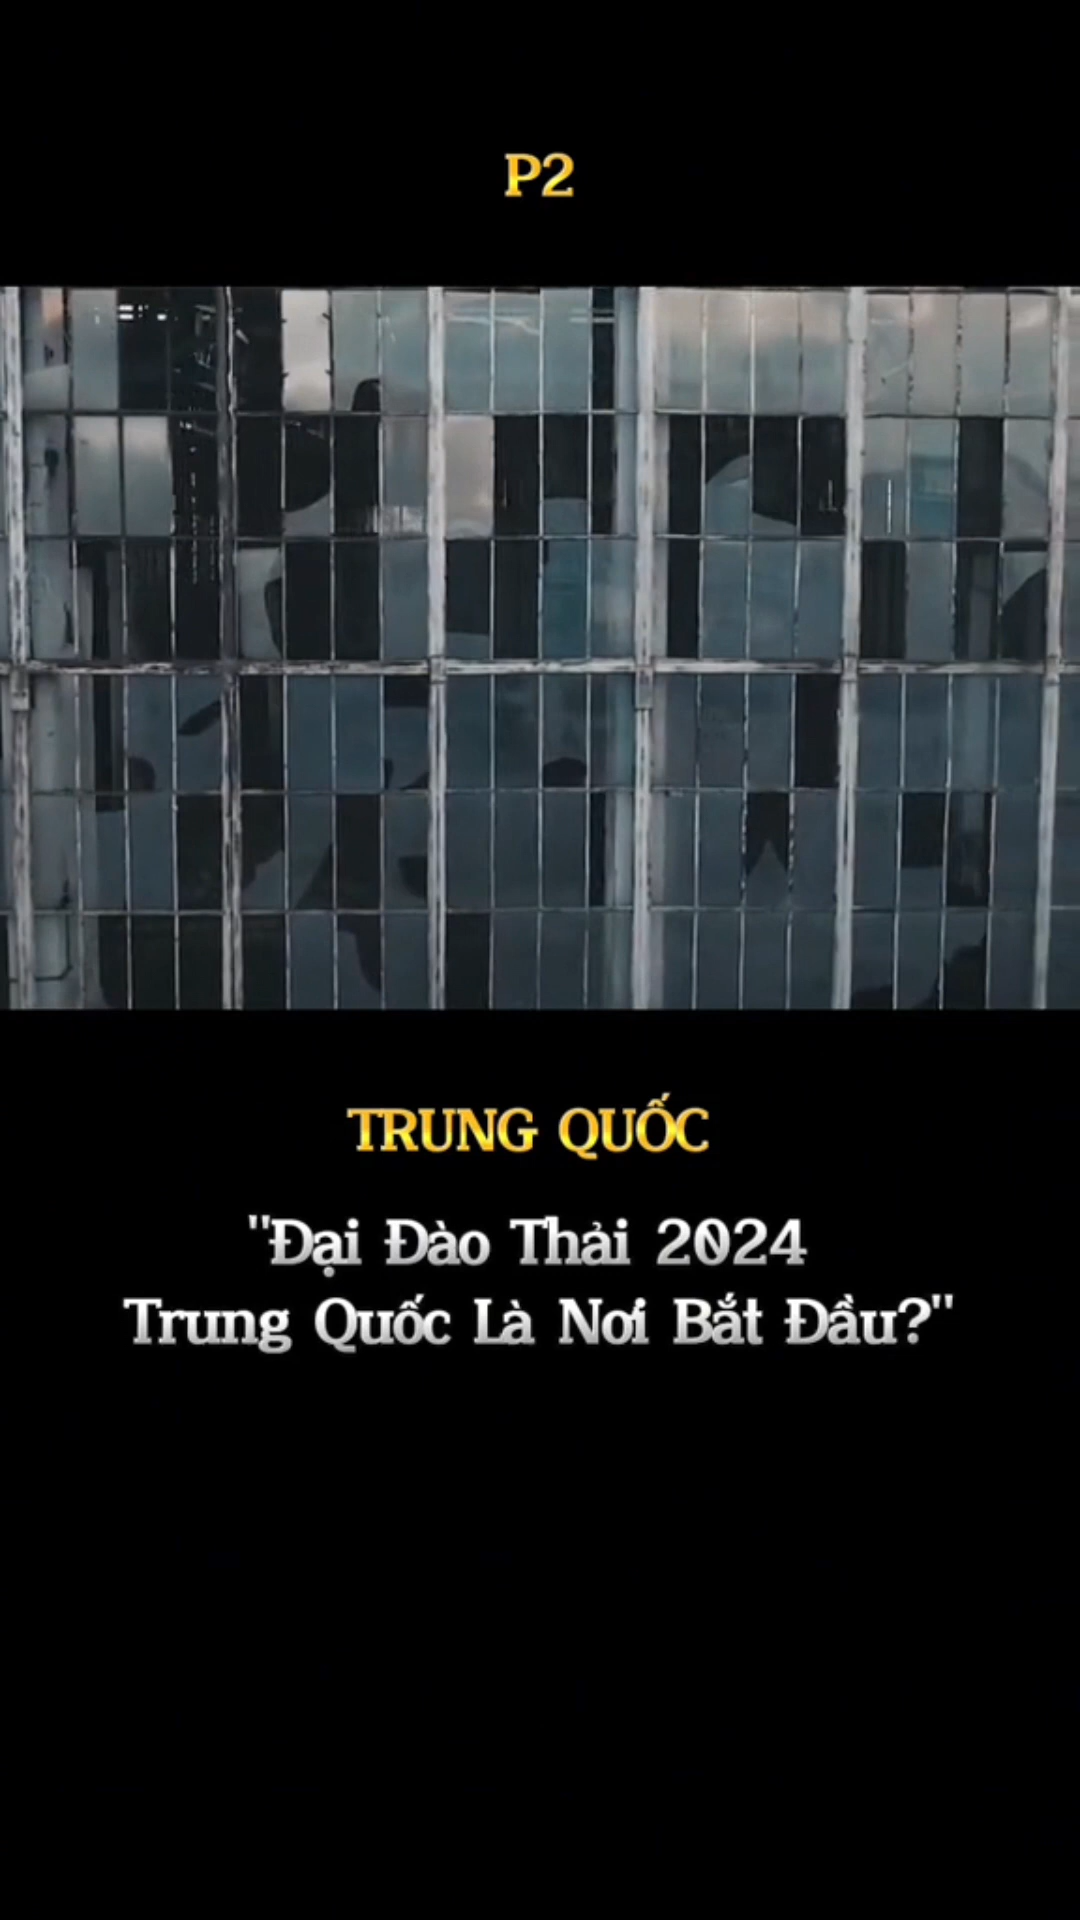 P2
TRUNG QUỐC
"Đại Đào Thải 2024
Trung Quốc Là Nơi Bắt Đầu?"